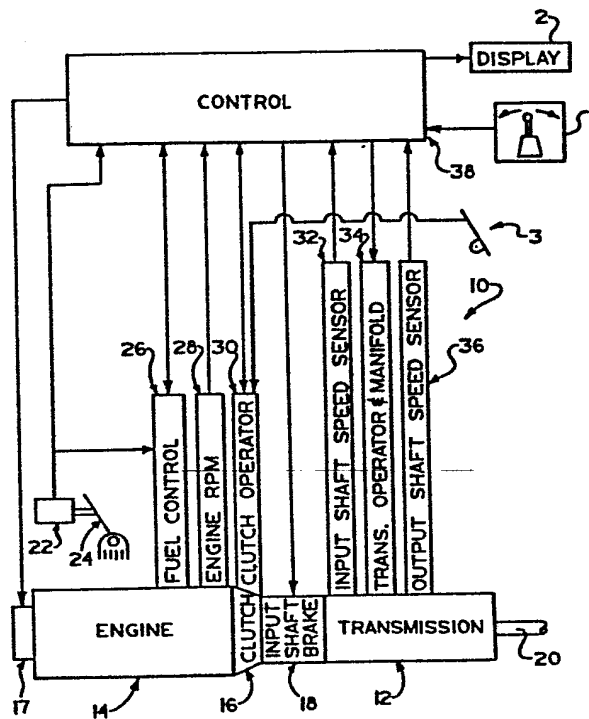 2
DISPLAY
CONTROL
38
3
32
34
10
36
26
28
30
FUEL CONTROL
ENGINE RPM
CLUTCH OPERATOR
INPUT SHAFT SPEED SENSOR
TRANS. OPERATOR & MANIFOLD
OUTPUT SHAFT SPEED SENSOR
22
24
ENGINE
CLUTCH
INPUT
SHAFT
BRAKE
TRANSMISSION
20
17
14
16
18
12